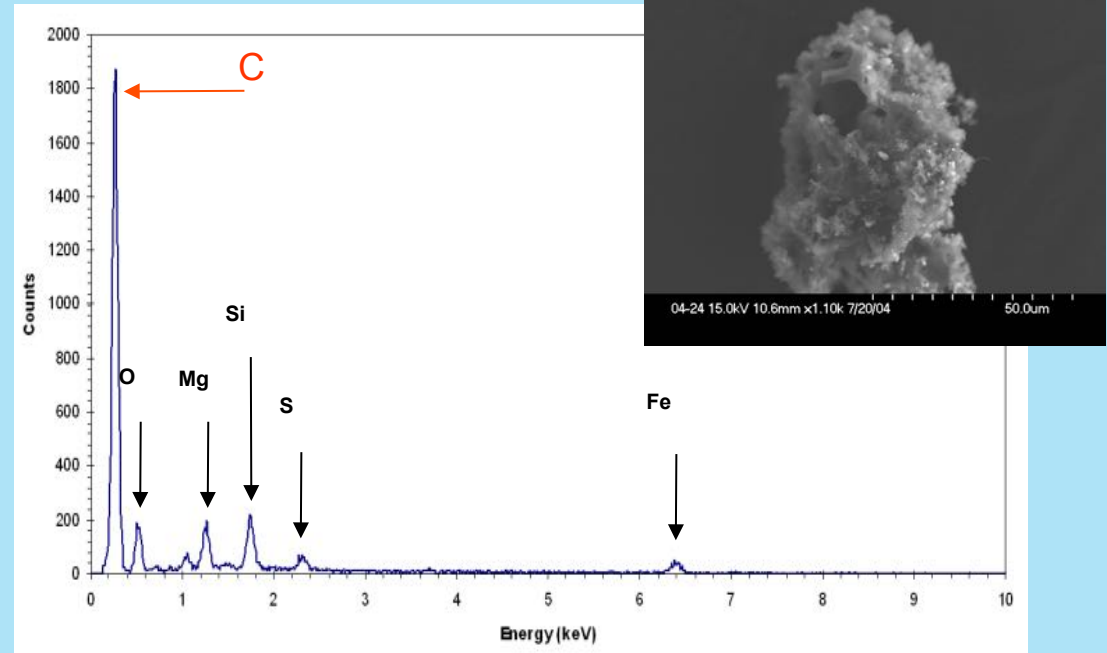 2000
1800
1600
1400
1200
1000
800
600
400
200
0
Counts
C
O
Mg
Si
S
Fe
0 1 2 3 4 5 6 7 8 9 10
Energy (keV)
04-24 15.0kV 10.6mm x1.10k 7/20/04 50.0um